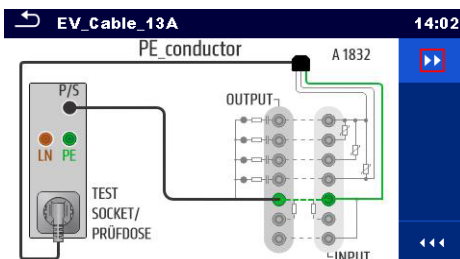 EV_Cable_13A
14:02
PE_conductor
A 1832
P/S
OUTPUT
LN PE
TEST
SOCKET/
PRÜFDOSE
INPUT